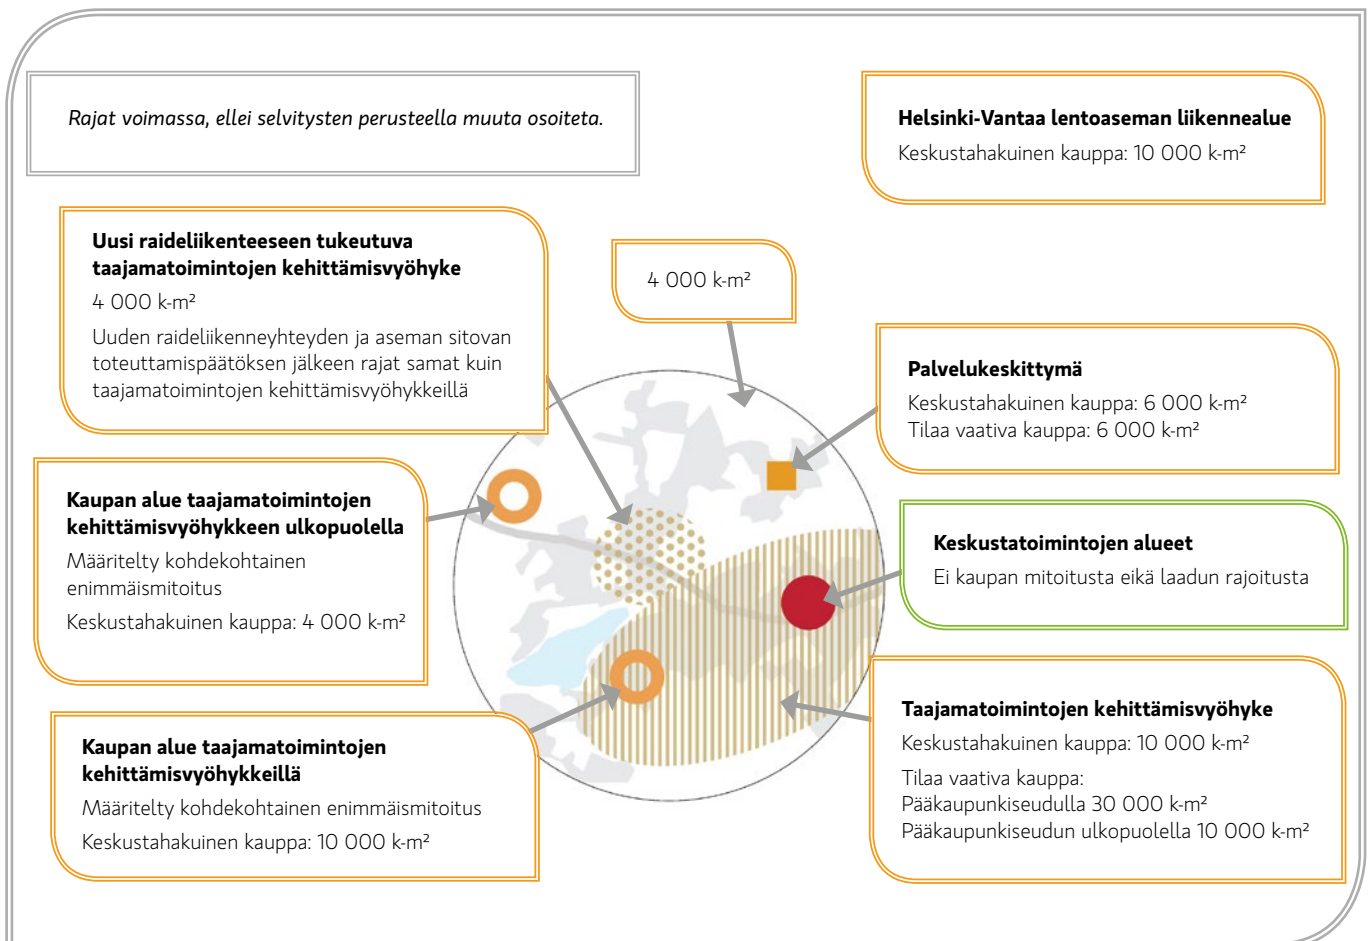 Rajat voimassa, ellei selvitysten perusteella muuta osoiteta.
Helsinki-Vantaa lentoaseman liikennealue
Keskustahakuinen kauppa: 10 000 k-m²
Uusi raideliikenteeseen tukeutuva
taajamatoimintojen kehittämisvyöhyke
4 000 k-m²
Uuden raideliikenneyhteyden ja aseman sitovan
toteuttamispäätöksen jälkeen rajat samat kuin
taajamatoimintojen kehittämisvyöhykkeillä
4 000 k-m²
Palvelukeskittymä
Keskustahakuinen kauppa: 6 000 k-m²
Tilaa vaativa kauppa: 6 000 k-m²
Kaupan alue taajamatoimintojen
kehittämisvyöhykkeen ulkopuolella
Määritelty kohdekohtainen
enimmäismitoitus
Keskustahakuinen kauppa: 4 000 k-m²
Keskustatoimintojen alueet
Ei kaupan mitoitusta eikä laadun rajoitusta
Kaupan alue taajamatoimintojen
kehittämisvyöhykkeillä
Määritelty kohdekohtainen enimmäismitoitus
Keskustahakuinen kauppa: 10 000 k-m²
Taajamatoimintojen kehittämisvyöhyke
Keskustahakuinen kauppa: 10 000 k-m²
Tilaa vaativa kauppa:
Pääkaupunkiseudulla 30 000 k-m²
Pääkaupunkiseudun ulkopuolella 10 000 k-m²